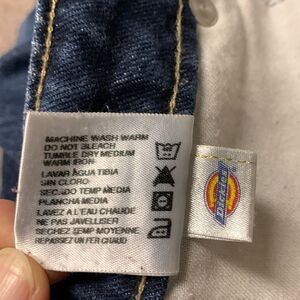 MACHINE WASH WARM
DO NOT BLEACH
TUMBLE DRY MEDIUM
WARM IRON
LAVAR AGUA TIBIA
SIN CLORO
SECADO TEMP MEDIA
PLANCHA MEDIA
LAVEZ A L'EAU CHAUDE
NE PAS JAVELLISER
SECHEZ TEMP MOYENNE
REPASSEZ UN FER CHAUD
Dickies